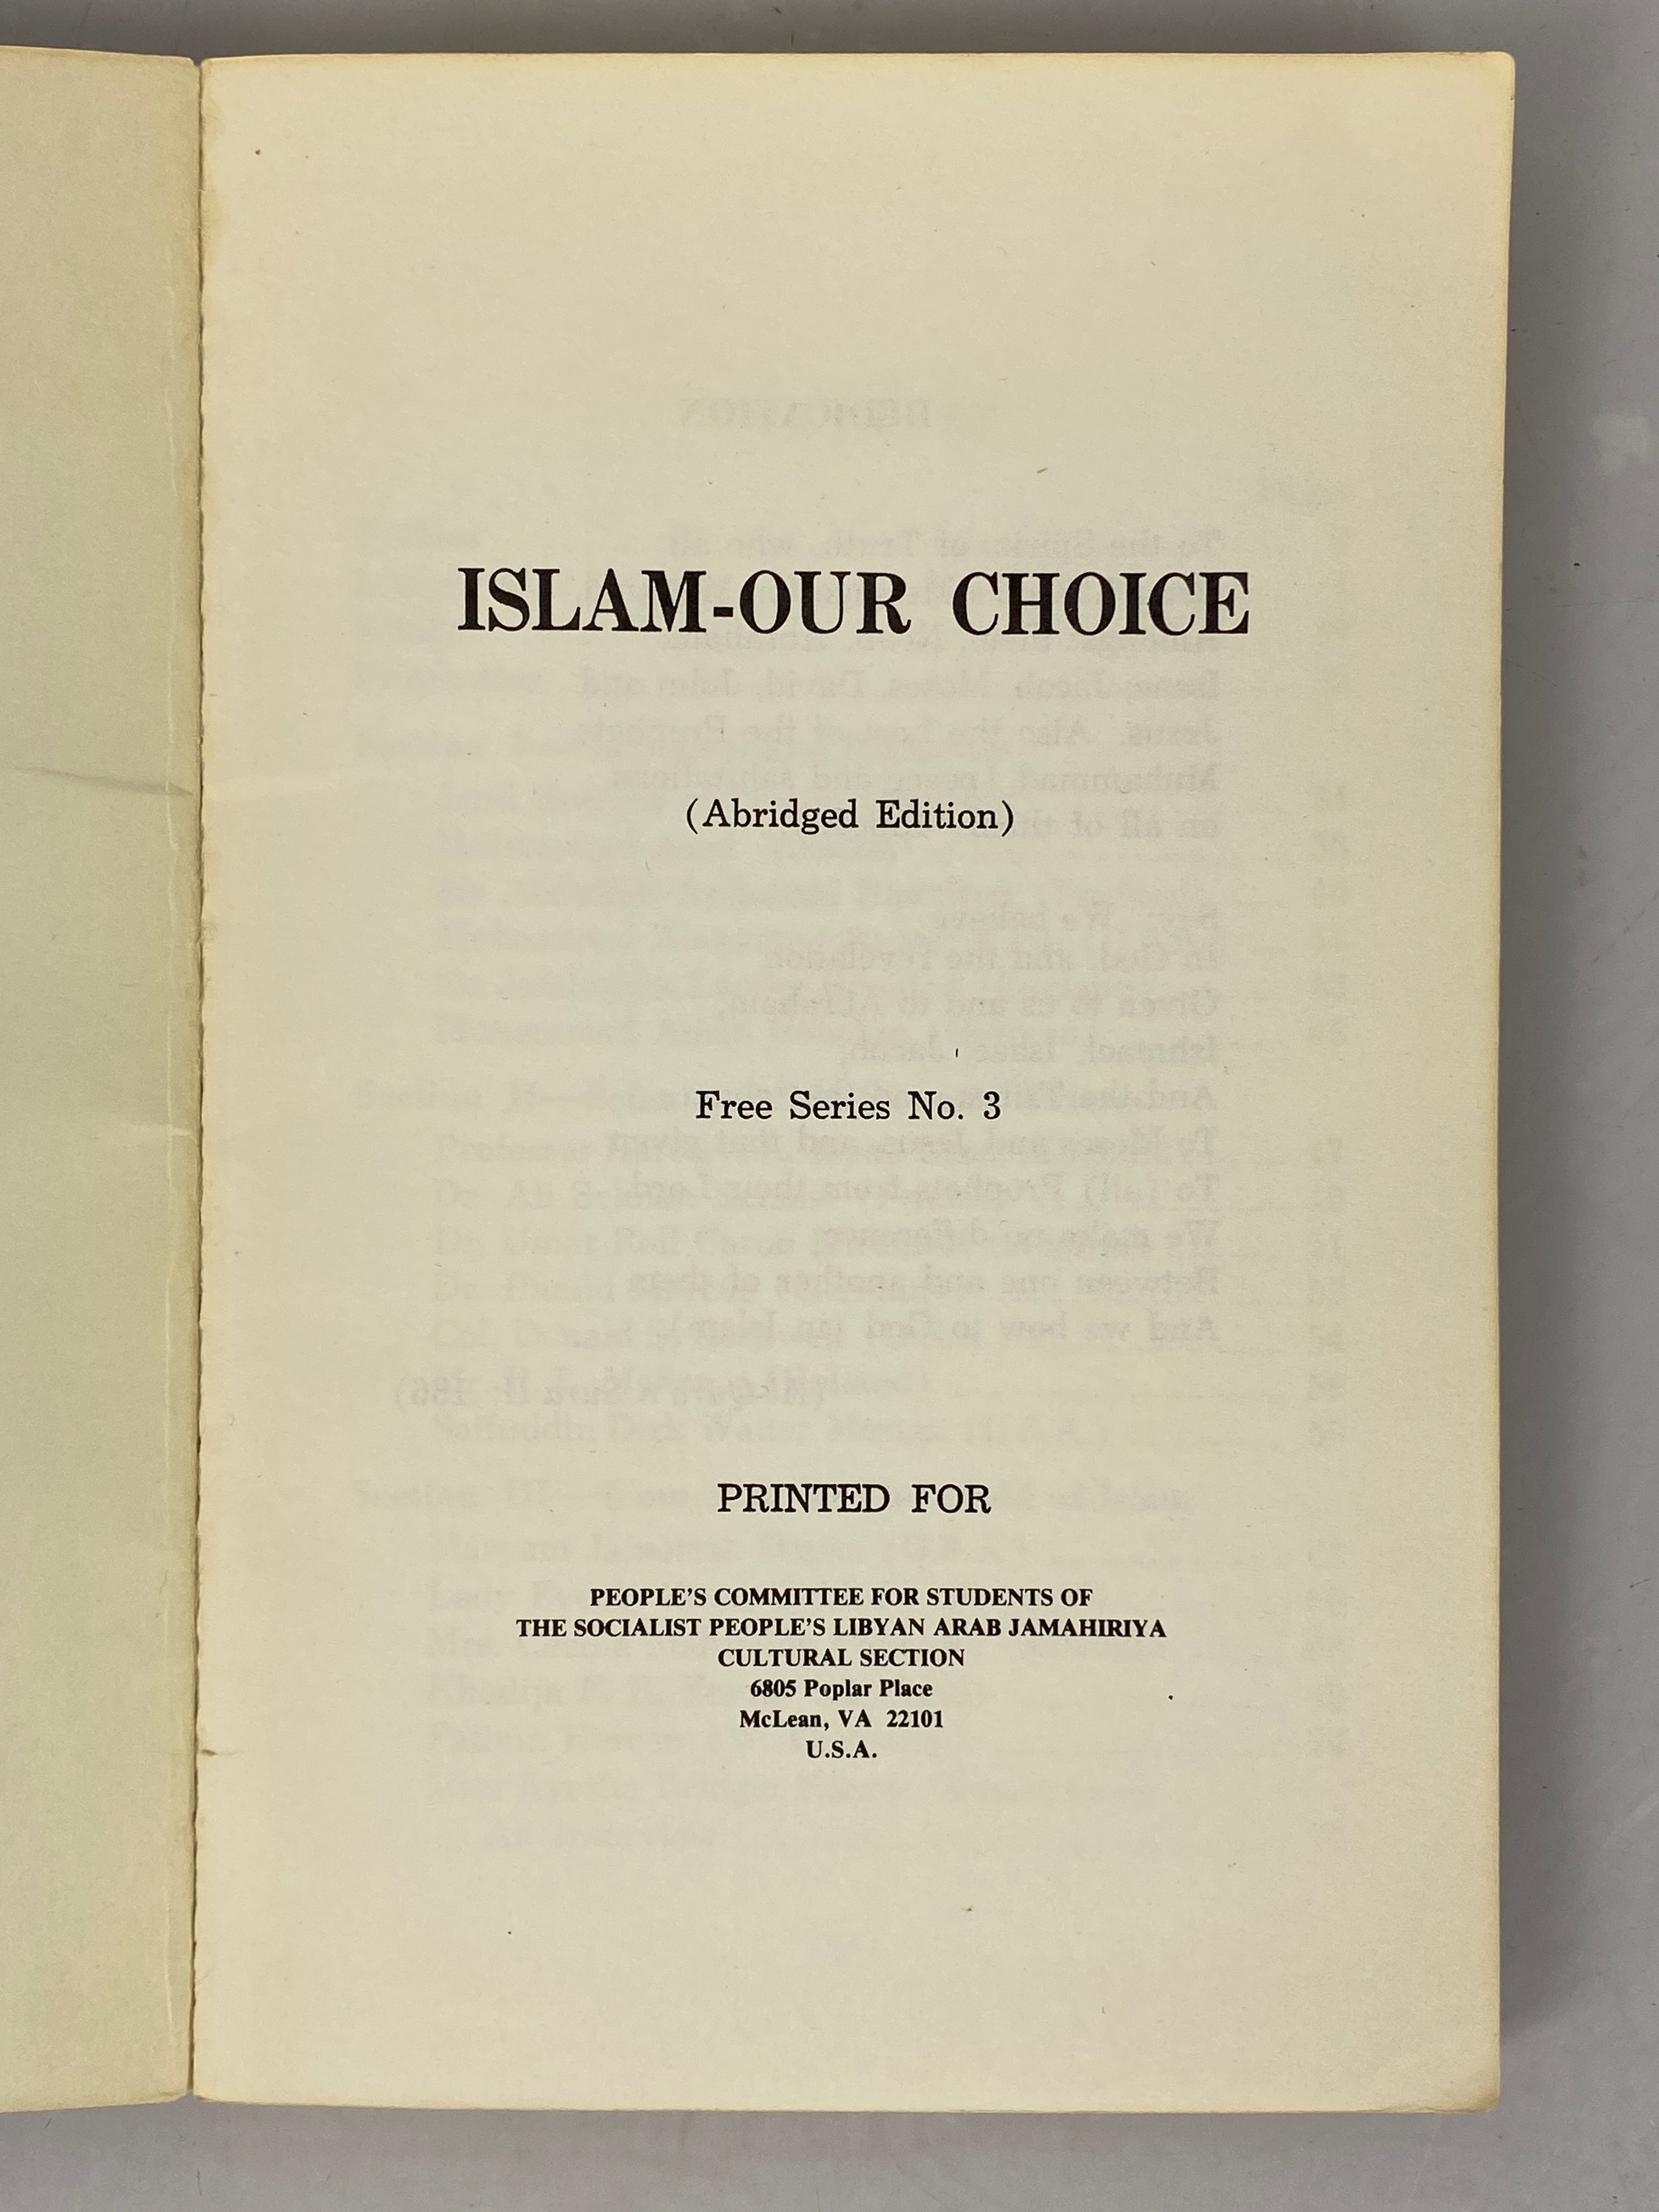 ISLAM-OUR CHOICE
(Abridged Edition)
Free Series No. 3
PRINTED FOR
PEOPLE'S COMMITTEE FOR STUDENTS OF
THE SOCIALIST PEOPLE'S LIBYAN ARAB JAMAHIRIYA
CULTURAL SECTION
6805 Poplar Place
McLean, VA 22101
U.S.A.